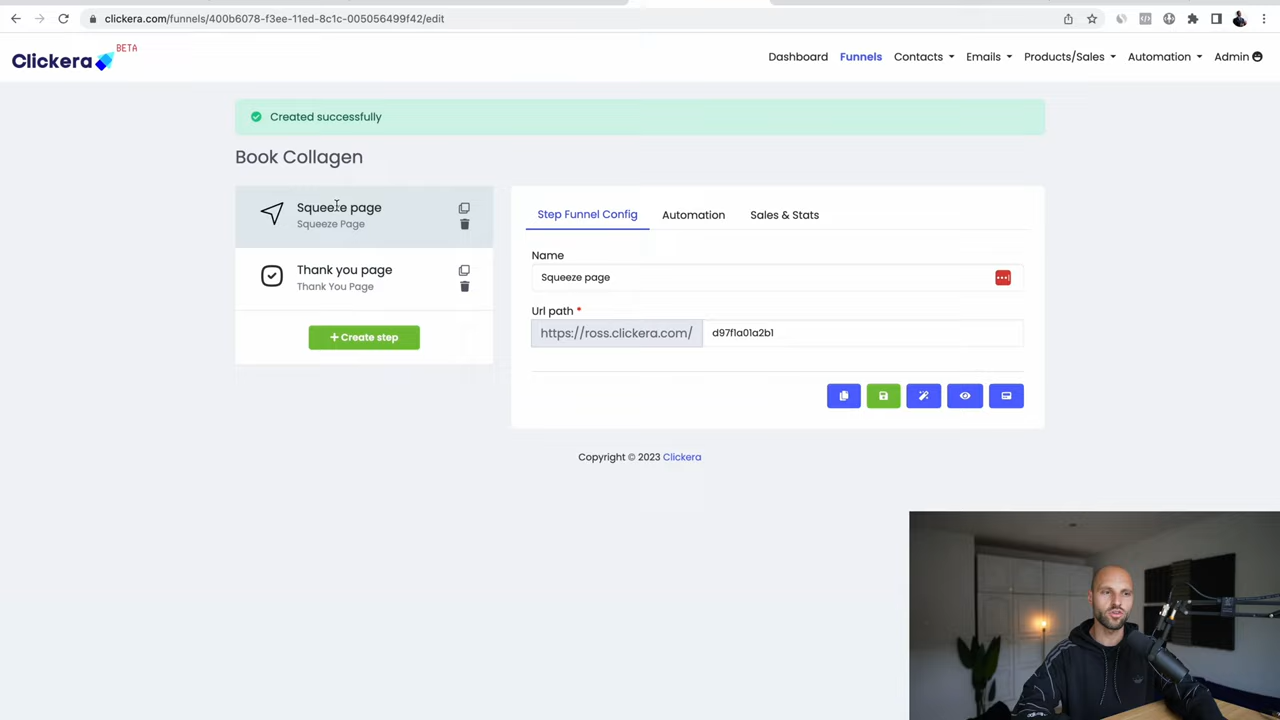 clickera.com/funnels/400b6078-f3ee-11ed-8c1c-005056499f42/edit
Clickera BETA
Dashboard Funnels Contacts Emails Products/Sales Automation Admin
Created successfully
Book Collagen
Squeeze page
Squeeze Page
Thank you page
Thank You Page
+ Create step
Step Funnel Config Automation Sales & Stats
Name
Squeeze page
Url path *
https://ross.clickera.com/ d97f1a01a2b1
Copyright © 2023 Clickera